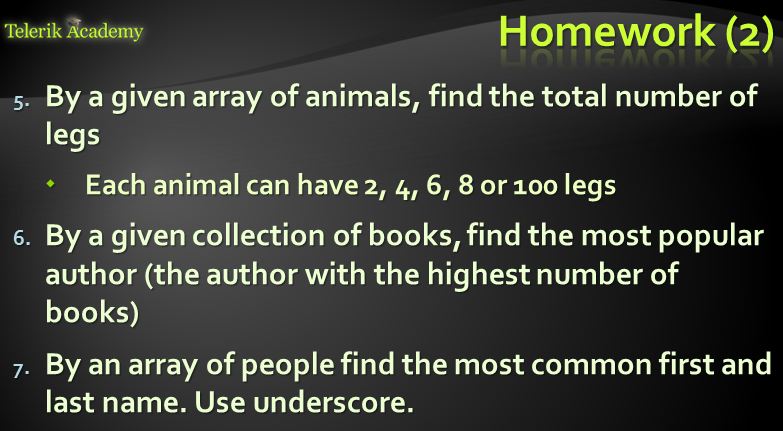 Telerik Academy
Homework (2)
5. By a given array of animals, find the total number of
legs
Each animal can have 2, 4, 6, 8 or 100 legs
6. By a given collection of books, find the most popular
author (the author with the highest number of
books)
7. By an array of people find the most common first and
last name. Use underscore.